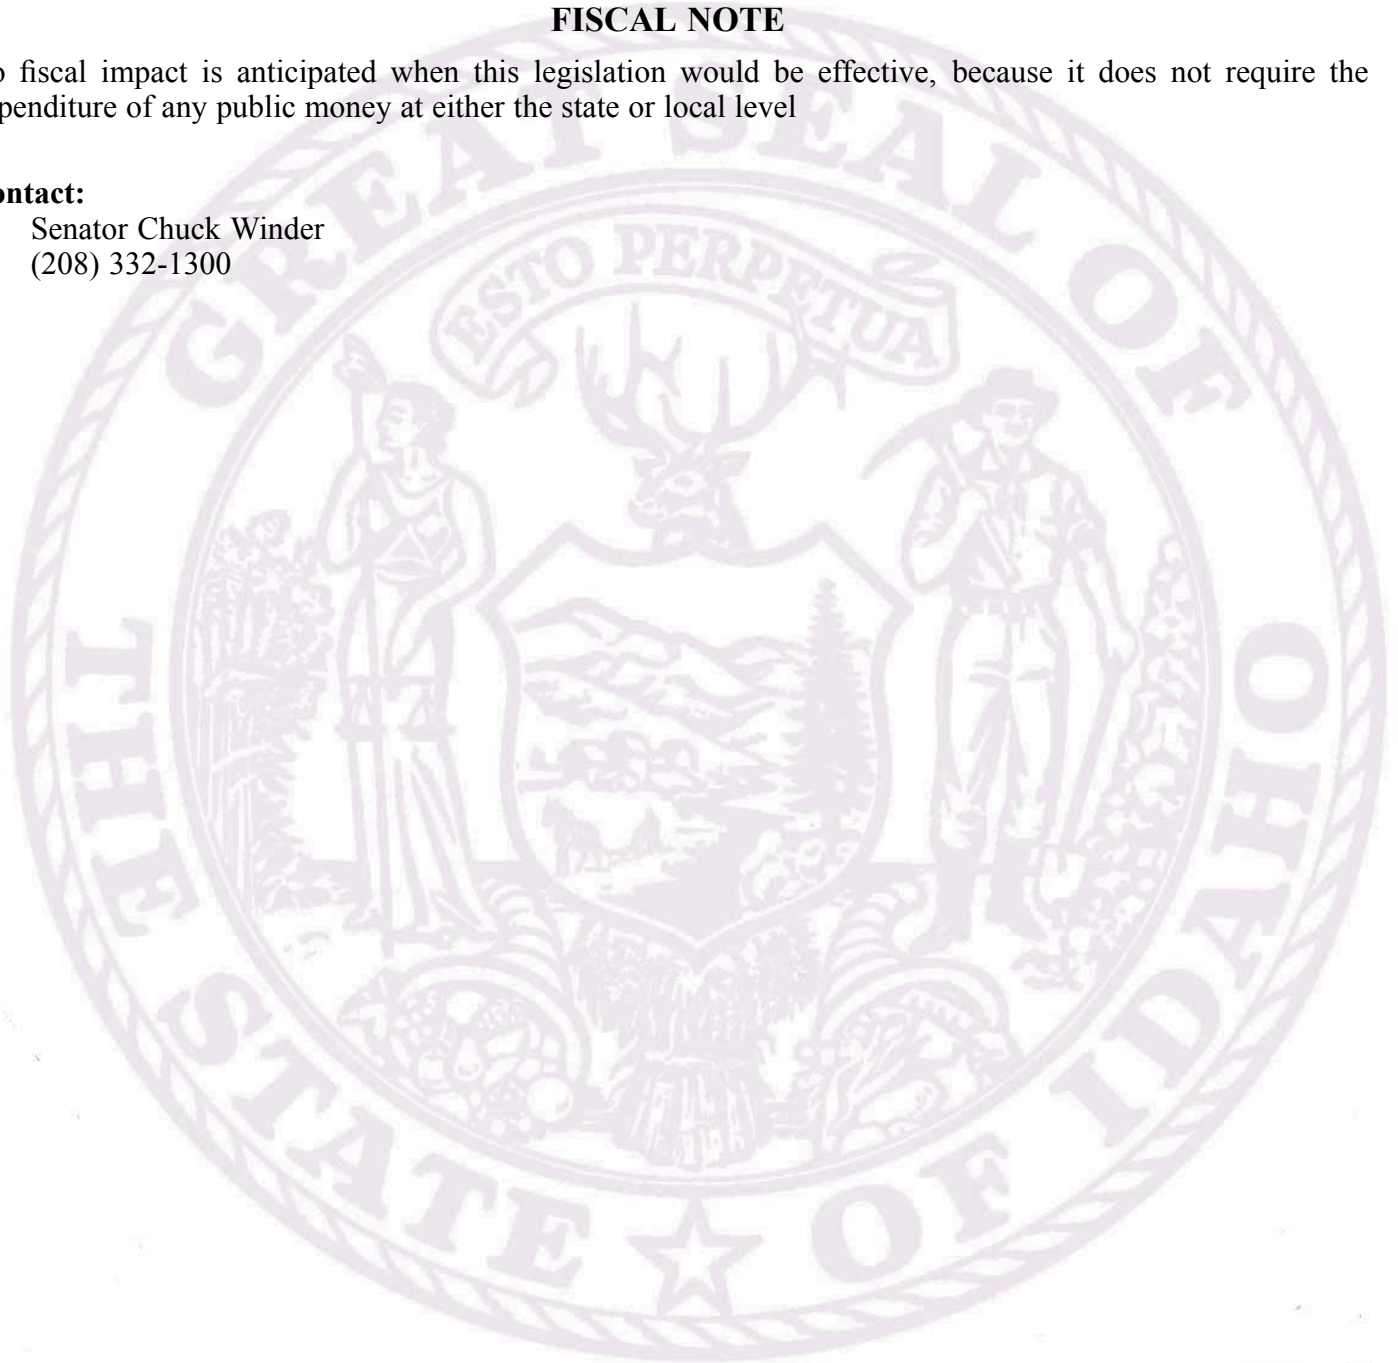 FISCAL NOTE
o fiscal impact is anticipated when this legislation would be effective, because it does not require the
penditure of any public money at either the state or local level
ontact:
Senator Chuck Winder
(208) 332-1300
GREAT SEAL OF
THE STATE OF IDAHO
ESTO PERPETUA